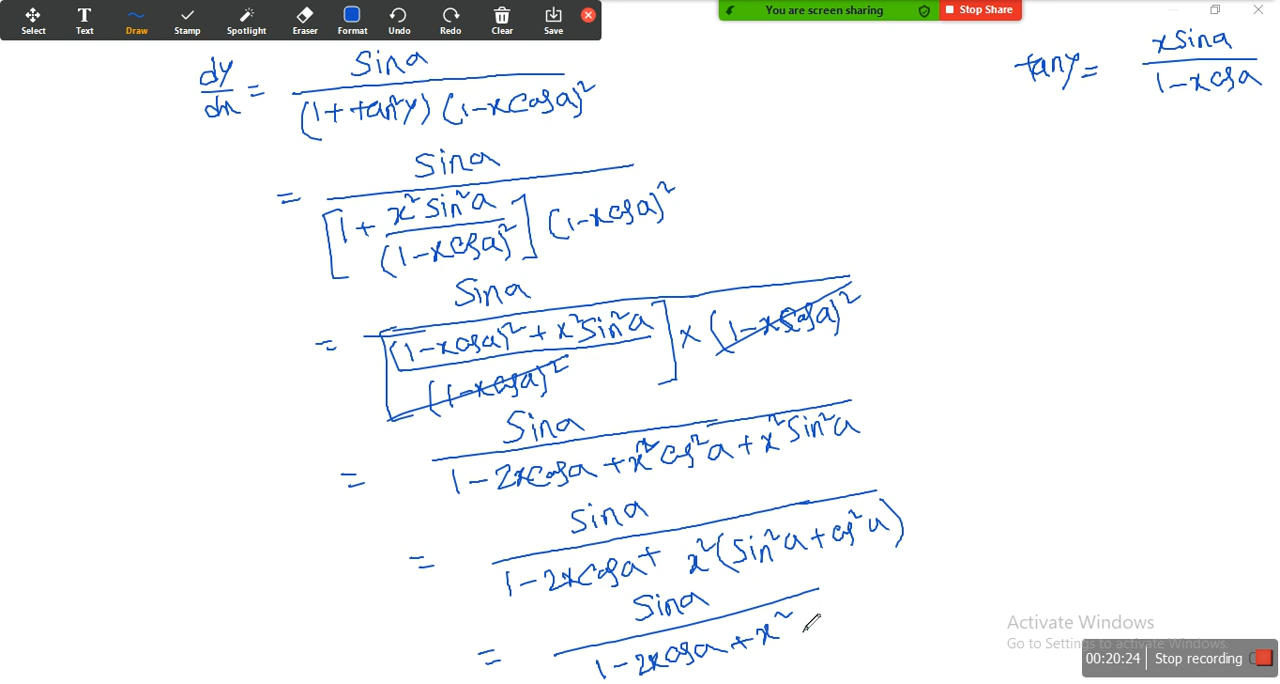 Select Text Draw Stamp Spotlight Eraser Format Undo Redo Clear Save
You are screen sharing Stop Share
dy/dx = Sina / (1 + tan²y) (1 - xCosa)²
tany = xSina / 1 - xcosa
= Sina / [1 + x²Sin²a / (1 - xcosa)²] (1 - xcosa)²
= Sina / [(1 - xcosa)² + x²Sin²a / (1 - xcosa)²] × (1 - xCosa)²
= Sina / 1 - 2xCosa + x²cos²a + x²Sin²a
= Sina / 1 - 2xcosa + x²(Sin²a + cos²a)
= Sina / 1 - 2xcosa + x²
Activate Windows
Go to Settings to activate Windows.
00:20:24 Stop recording